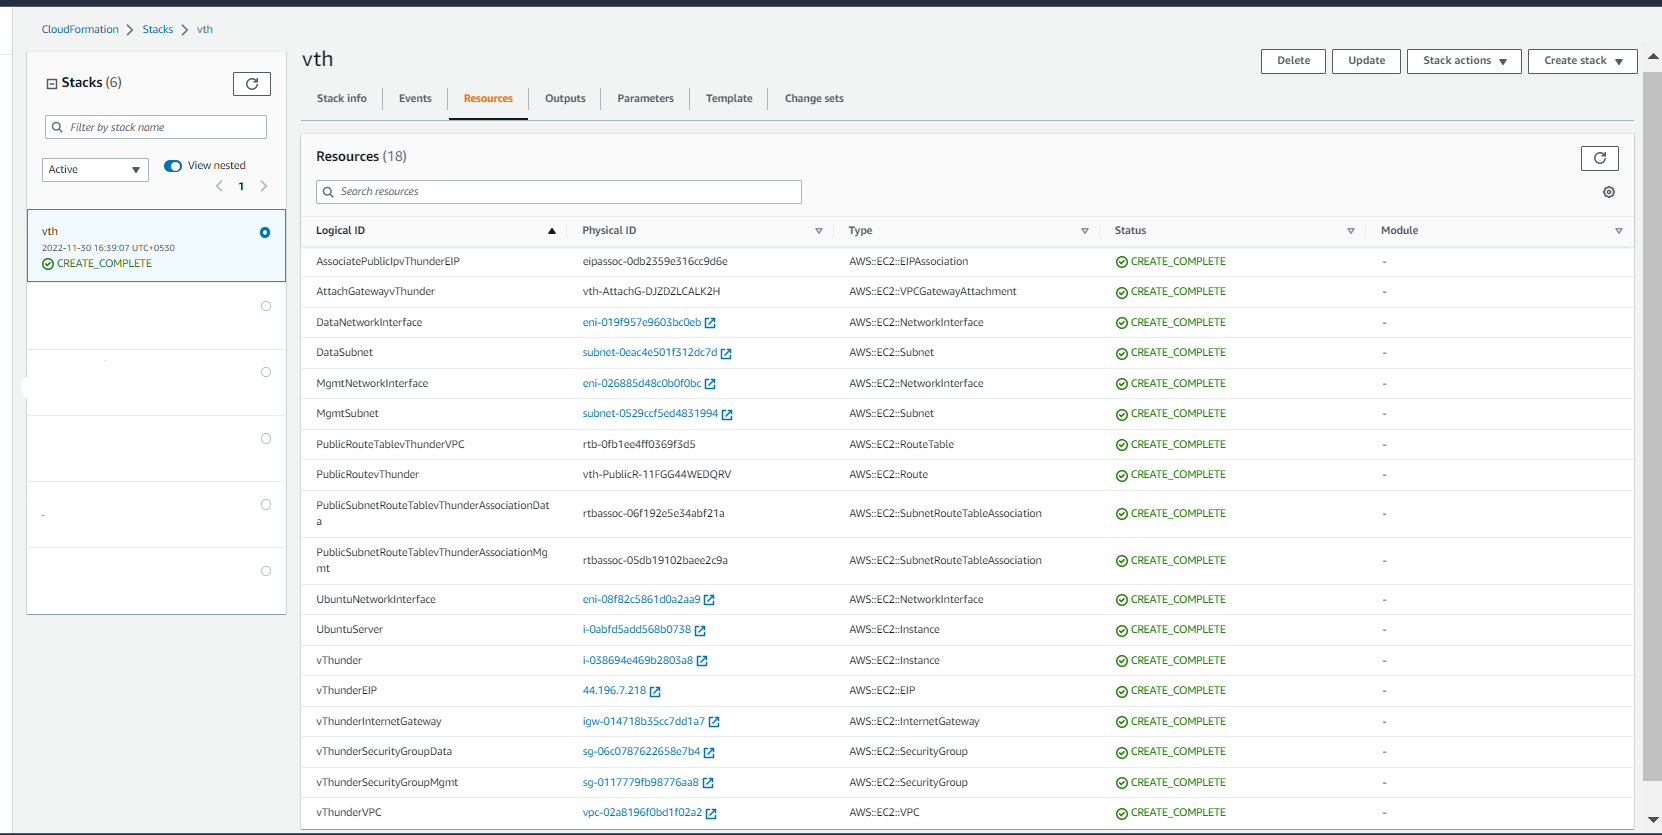 CloudFormation > Stacks > vth
Stacks (6)
Filter by stack name
Active
View nested
1
vth
2022-11-30 16:39:07 UTC+0530
CREATE_COMPLETE
vth
Delete Update Stack actions Create stack
Stack info Events Resources Outputs Parameters Template Change sets
Resources (18)
Search resources
Logical ID Physical ID Type Status Module
AssociatePublicIpvThunderEIP eipassoc-0db2359e316cc9d6e AWS::EC2::EIPAssociation CREATE_COMPLETE -
AttachGatewayvThunder vth-AttachG-DJZDZLCALK2H AWS::EC2::VPCGatewayAttachment CREATE_COMPLETE -
DataNetworkInterface eni-019f957e9603bc0eb AWS::EC2::NetworkInterface CREATE_COMPLETE -
DataSubnet subnet-0eac4e501f312dc7d AWS::EC2::Subnet CREATE_COMPLETE -
MgmtNetworkInterface eni-026885d48c0b0f0bc AWS::EC2::NetworkInterface CREATE_COMPLETE -
MgmtSubnet subnet-0529ccf5ed4831994 AWS::EC2::Subnet CREATE_COMPLETE -
PublicRouteTablevThunderVPC rtb-0fb1ee4ff0369f3d5 AWS::EC2::RouteTable CREATE_COMPLETE -
PublicRoutevThunder vth-PublicR-11FGG44WEDQRV AWS::EC2::Route CREATE_COMPLETE -
PublicSubnetRouteTablevThunderAssociationDat
a rtbassoc-06f192e5e34abf21a AWS::EC2::SubnetRouteTableAssociation CREATE_COMPLETE -
PublicSubnetRouteTablevThunderAssociationMg
mt rtbassoc-05db19102baee2c9a AWS::EC2::SubnetRouteTableAssociation CREATE_COMPLETE -
UbuntuNetworkInterface eni-08f82c5861d0a2aa9 AWS::EC2::NetworkInterface CREATE_COMPLETE -
UbuntuServer i-0abfd5add568b0738 AWS::EC2::Instance CREATE_COMPLETE -
vThunder i-038694e469b2803a8 AWS::EC2::Instance CREATE_COMPLETE -
vThunderEIP 44.196.7.218 AWS::EC2::EIP CREATE_COMPLETE -
vThunderInternetGateway igw-014718b35cc7dd1a7 AWS::EC2::InternetGateway CREATE_COMPLETE -
vThunderSecurityGroupData sg-06c0787622658e7b4 AWS::EC2::SecurityGroup CREATE_COMPLETE -
vThunderSecurityGroupMgmt sg-0117779fb98776aa8 AWS::EC2::SecurityGroup CREATE_COMPLETE -
vThunderVPC vpc-02a8196f0bd1f02a2 AWS::EC2::VPC CREATE_COMPLETE -